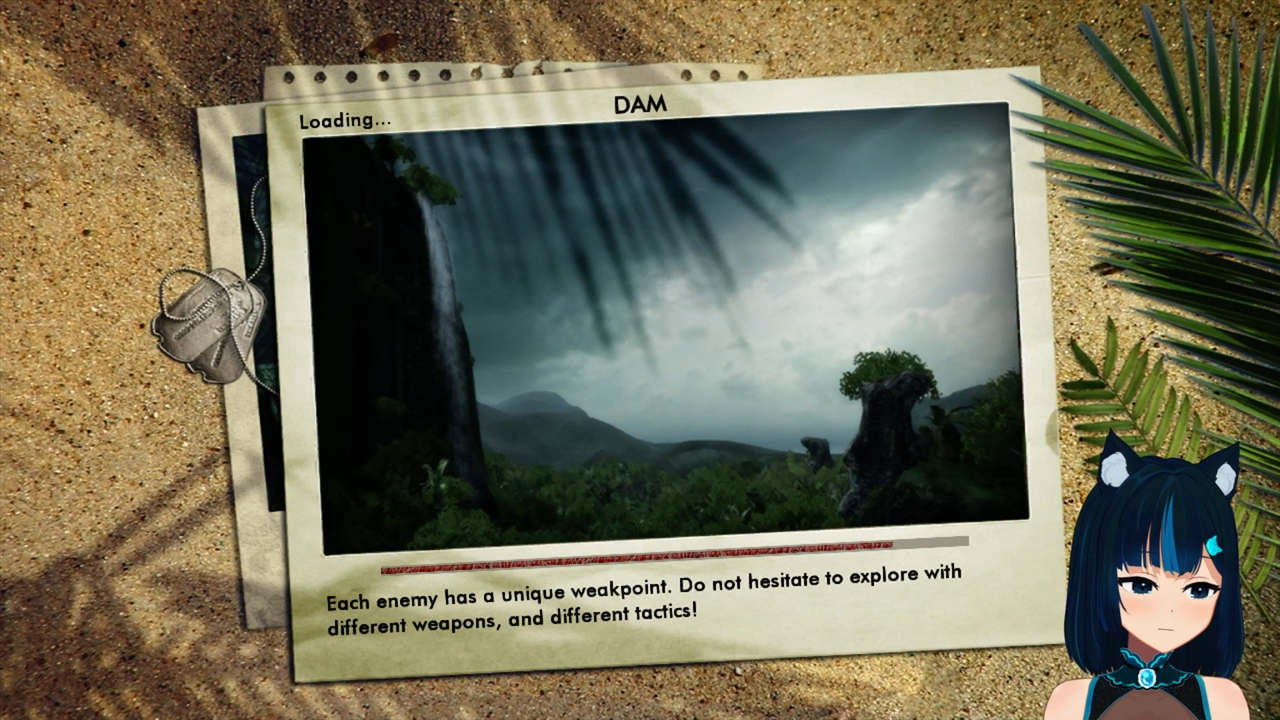 DAM
Loading...
Each enemy has a unique weakpoint. Do not hesitate to explore with
different weapons, and different tactics!